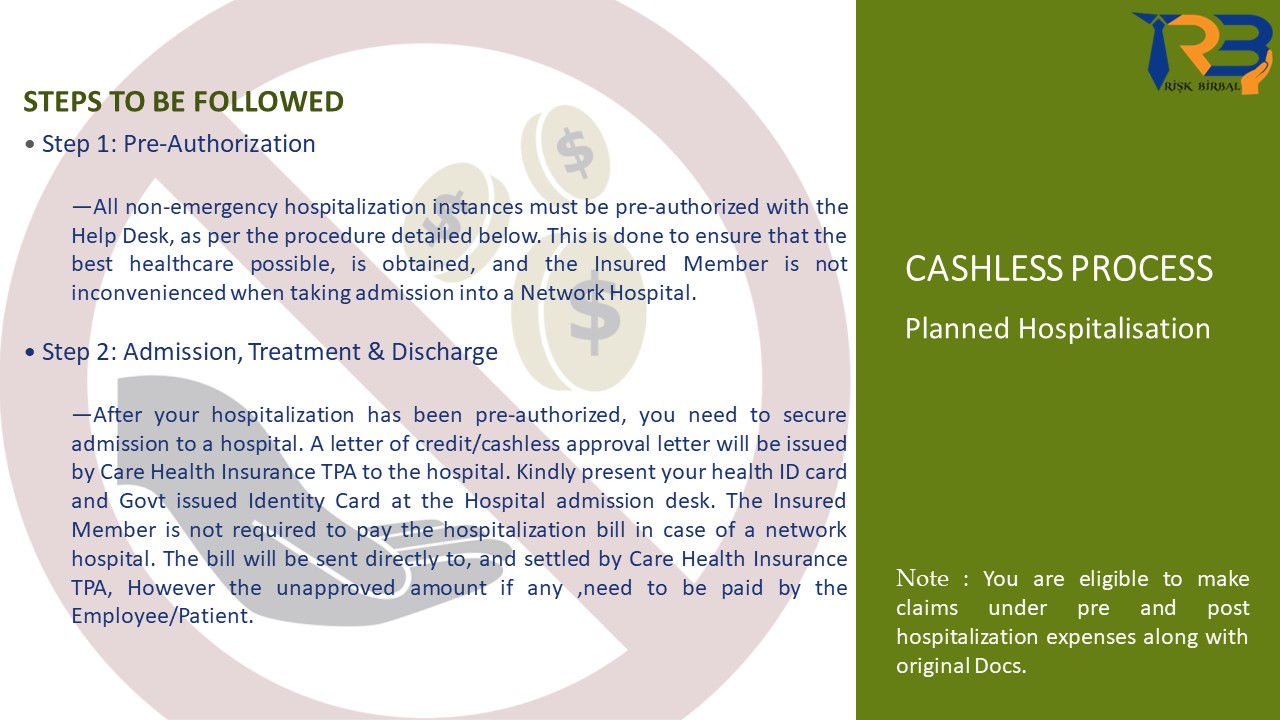 STEPS TO BE FOLLOWED
• Step 1: Pre-Authorization
—All non-emergency hospitalization instances must be pre-authorized with the
Help Desk, as per the procedure detailed below. This is done to ensure that the
best healthcare possible, is obtained, and the Insured Member is not
inconvenienced when taking admission into a Network Hospital.
• Step 2: Admission, Treatment & Discharge
—After your hospitalization has been pre-authorized, you need to secure
admission to a hospital. A letter of credit/cashless approval letter will be issued
by Care Health Insurance TPA to the hospital. Kindly present your health ID card
and Govt issued Identity Card at the Hospital admission desk. The Insured
Member is not required to pay the hospitalization bill in case of a network
hospital. The bill will be sent directly to, and settled by Care Health Insurance
TPA, However the unapproved amount if any ,need to be paid by the
Employee/Patient.
$
$
$
RB
RISK BIRBAL
CASHLESS PROCESS
Planned Hospitalisation
Note : You are eligible to make
claims under pre and post
hospitalization expenses along with
original Docs.